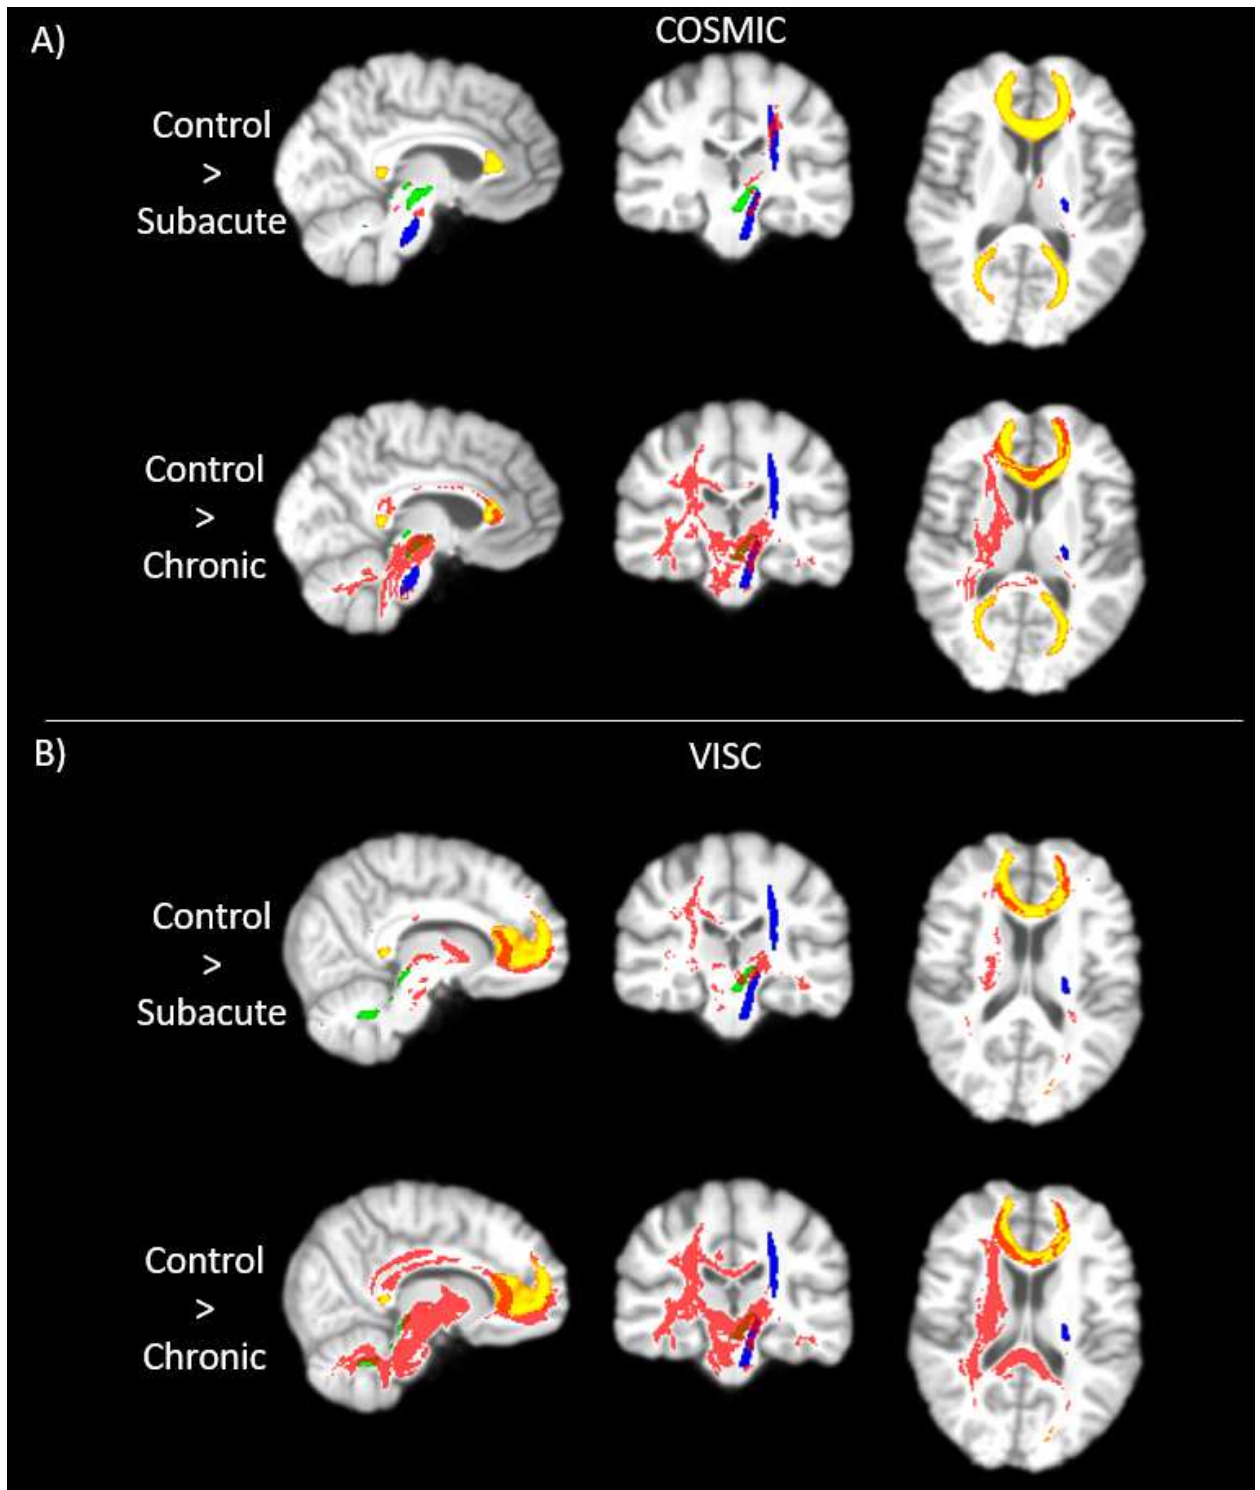 A)
COSMIC
Control
>
Subacute
Control
>
Chronic
B)
VISC
Control
>
Subacute
Control
>
Chronic